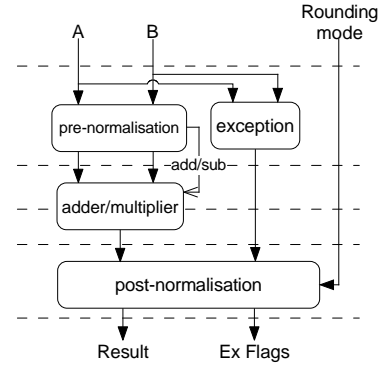 Rounding
mode
A B
pre-normalisation
exception
add/sub
adder/multiplier
post-normalisation
Result Ex Flags